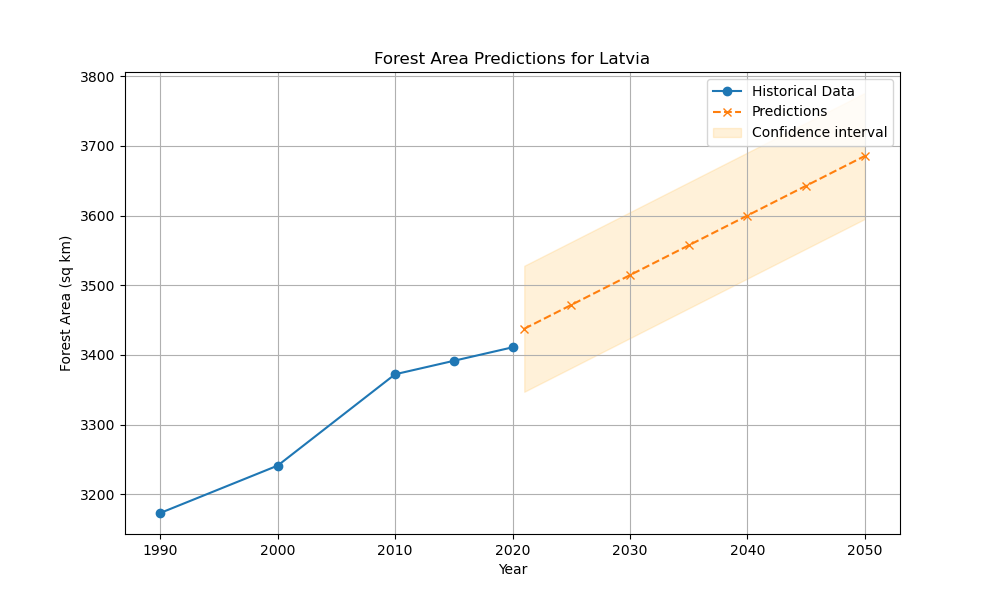 Forest Area Predictions for Latvia
Historical Data
Predictions
Confidence interval
Forest Area (sq km)
3800
3700
3600
3500
3400
3300
3200
1990 2000 2010 2020 2030 2040 2050
Year